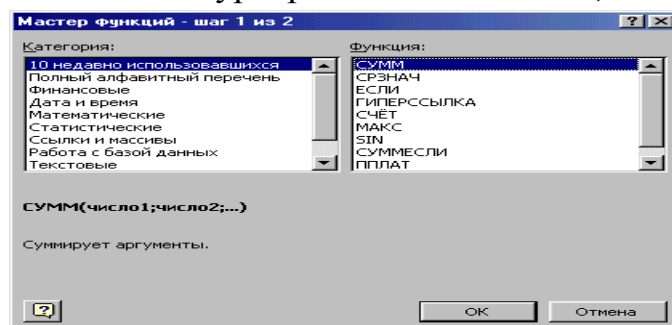 Мастер функций - шаг 1 из 2
Категория:
10 недавно использовавшихся
Полный алфавитный перечень
Финансовые
Дата и время
Математические
Статистические
Ссылки и массивы
Работа с базой данных
Текстовые
Функция:
СУММ
СРЗНАЧ
ЕСЛИ
ГИПЕРССЫЛКА
СЧЁТ
МАКС
SIN
СУММЕСЛИ
ППЛАТ
СУММ(число1;число2;...)
Суммирует аргументы.
ОК
Отмена